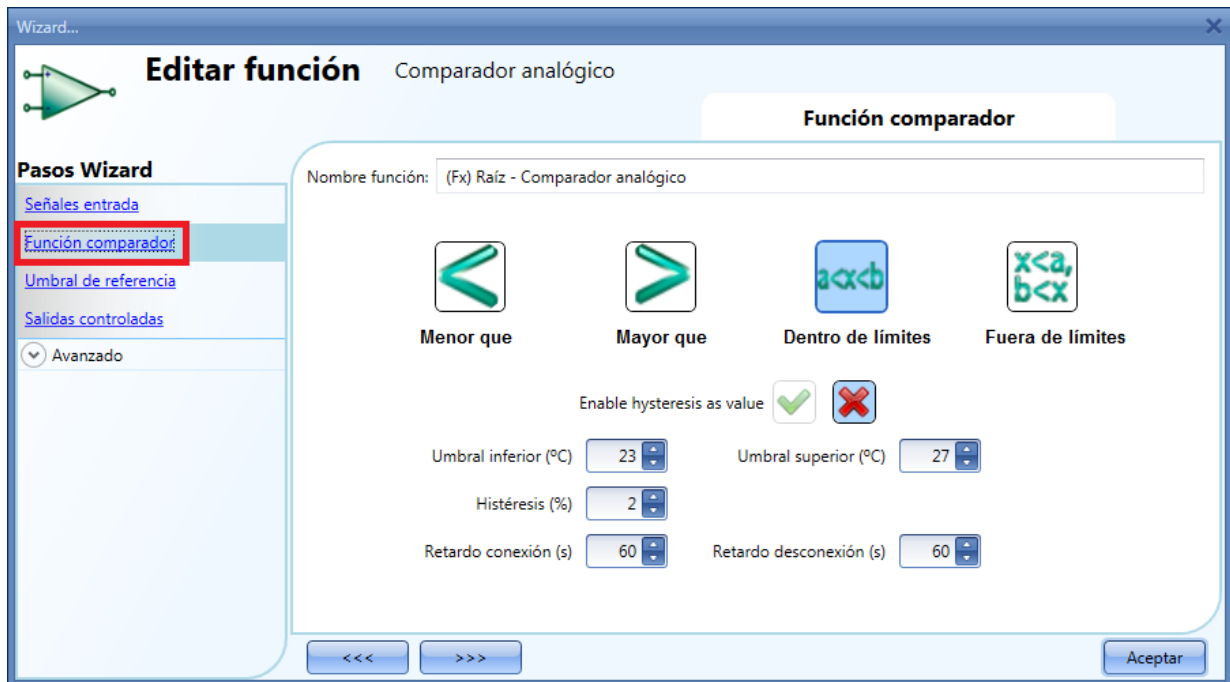 Wizard...
Editar función Comparador analógico
Función comparador
Pasos Wizard
Señales entrada
Función comparador
Umbral de referencia
Salidas controladas
Avanzado
Nombre función: (Fx) Raíz - Comparador analógico
a<x<b
x<a,
b<x
Menor que Mayor que Dentro de límites Fuera de límites
Enable hysteresis as value
Umbral inferior (ºC) 23 Umbral superior (ºC) 27
Histéresis (%) 2
Retardo conexión (s) 60 Retardo desconexión (s) 60
<<< >>> Aceptar